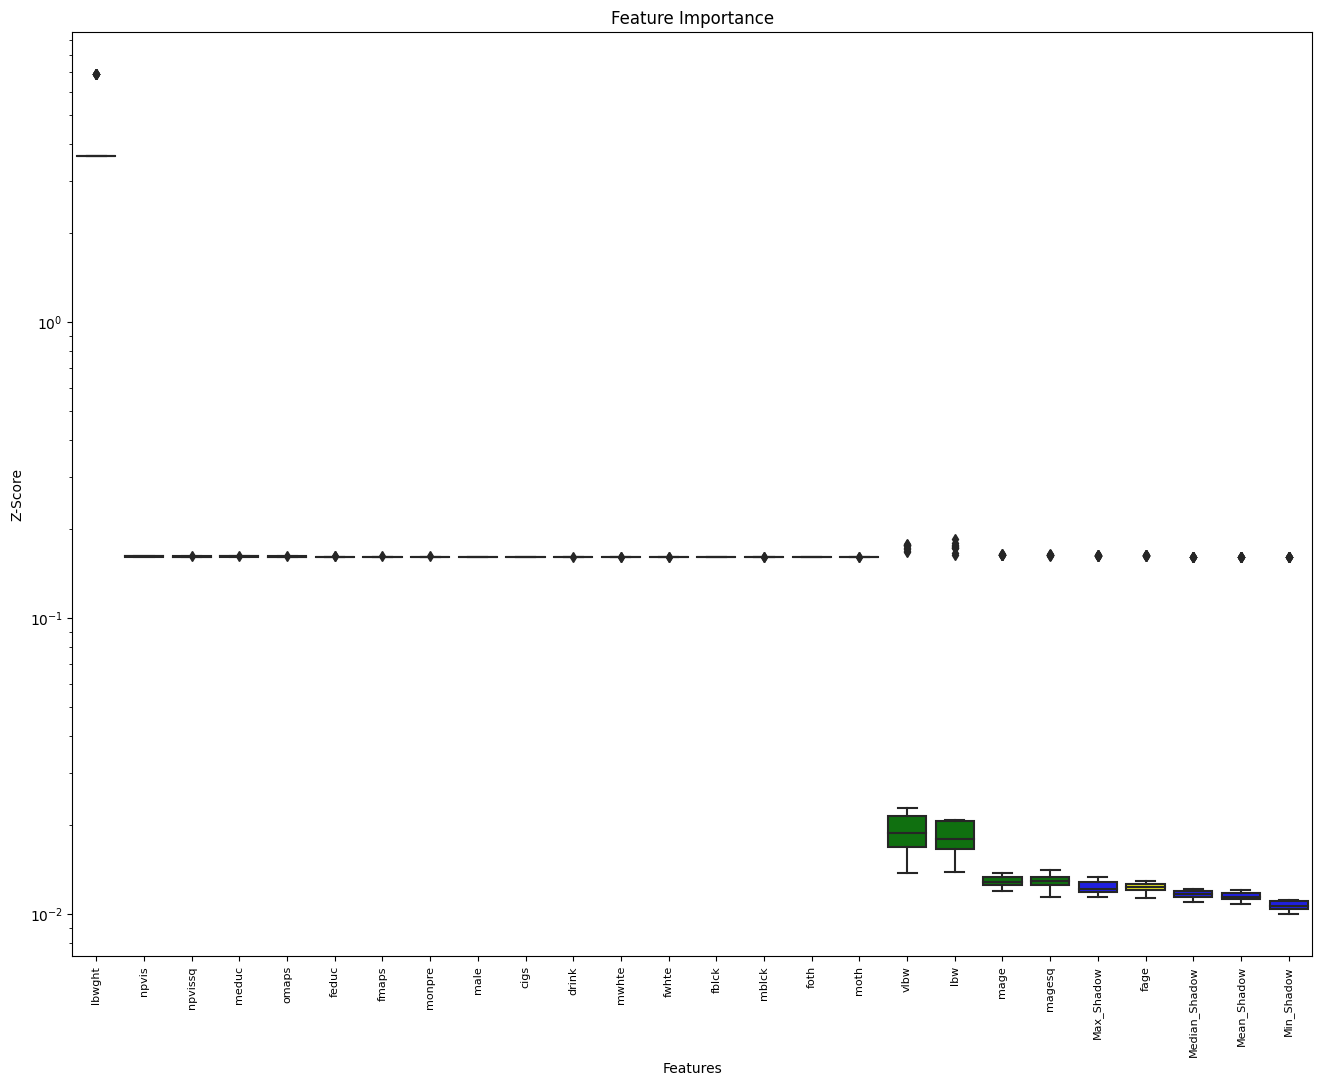 Feature Importance
Z-Score
10⁰
10⁻¹
10⁻²
lbwght
npvis
npvissq
meduc
omaps
feduc
fmaps
monpre
male
cigs
drink
mwhte
fwhte
fblck
mblck
foth
moth
vlbw
lbw
mage
magesq
Max_Shadow
fage
Median_Shadow
Mean_Shadow
Min_Shadow
Features